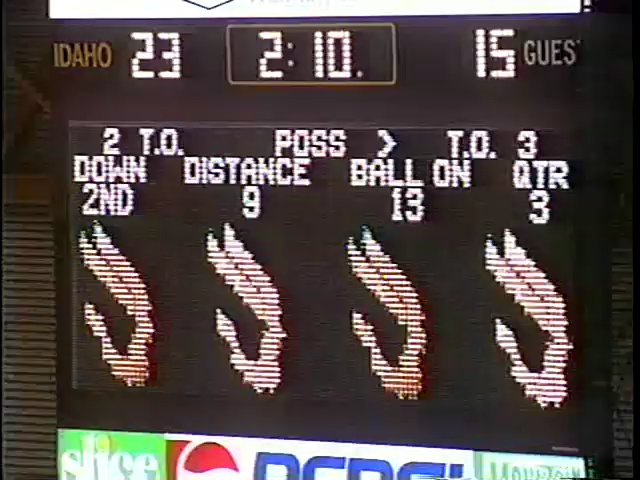 IDAHO 23 2:10. 15 GUEST
2 T.O. POSS > T.O. 3
DOWN DISTANCE BALL ON QTR
2ND 9 13 3
slice PEPSI